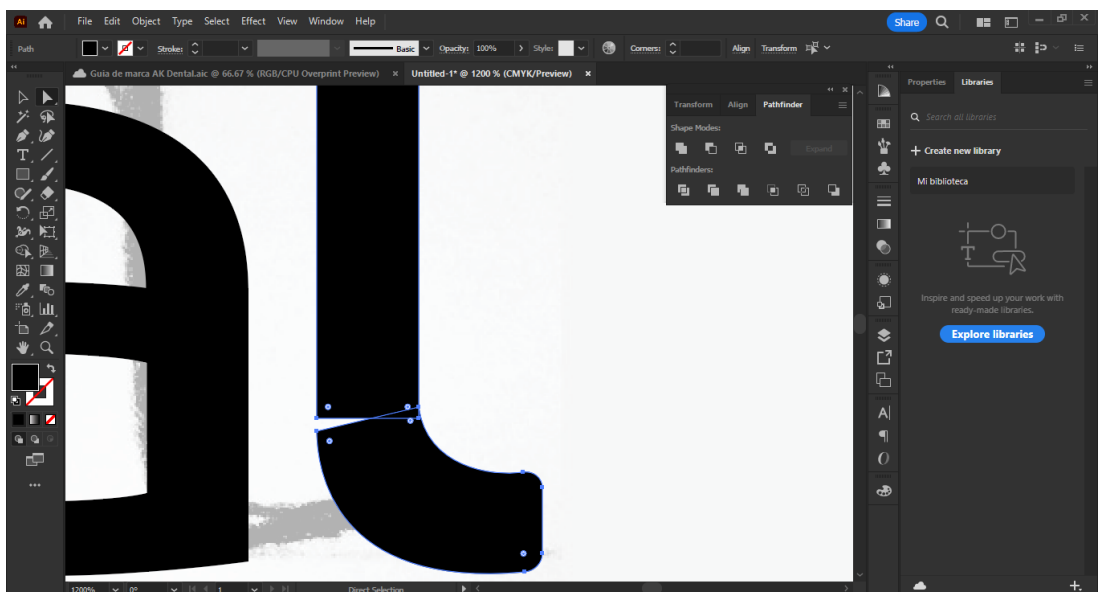 Ai File Edit Object Type Select Effect View Window Help Share
Path Stroke: Basic Opacity: 100% Style: Corners: Align Transform
Guia de marca AK Dental.aic @ 66.67 % (RGB/CPU Overprint Preview) × Untitled-1* @ 1200 % (CMYK/Preview) ×
Properties Libraries
Transform Align Pathfinder
Shape Modes:
Expand
Pathfinders:
Search all libraries
+ Create new library
Mi biblioteca
Inspire and speed up your work with
ready-made libraries.
Explore libraries
1200% 0° 1 Direct Selection